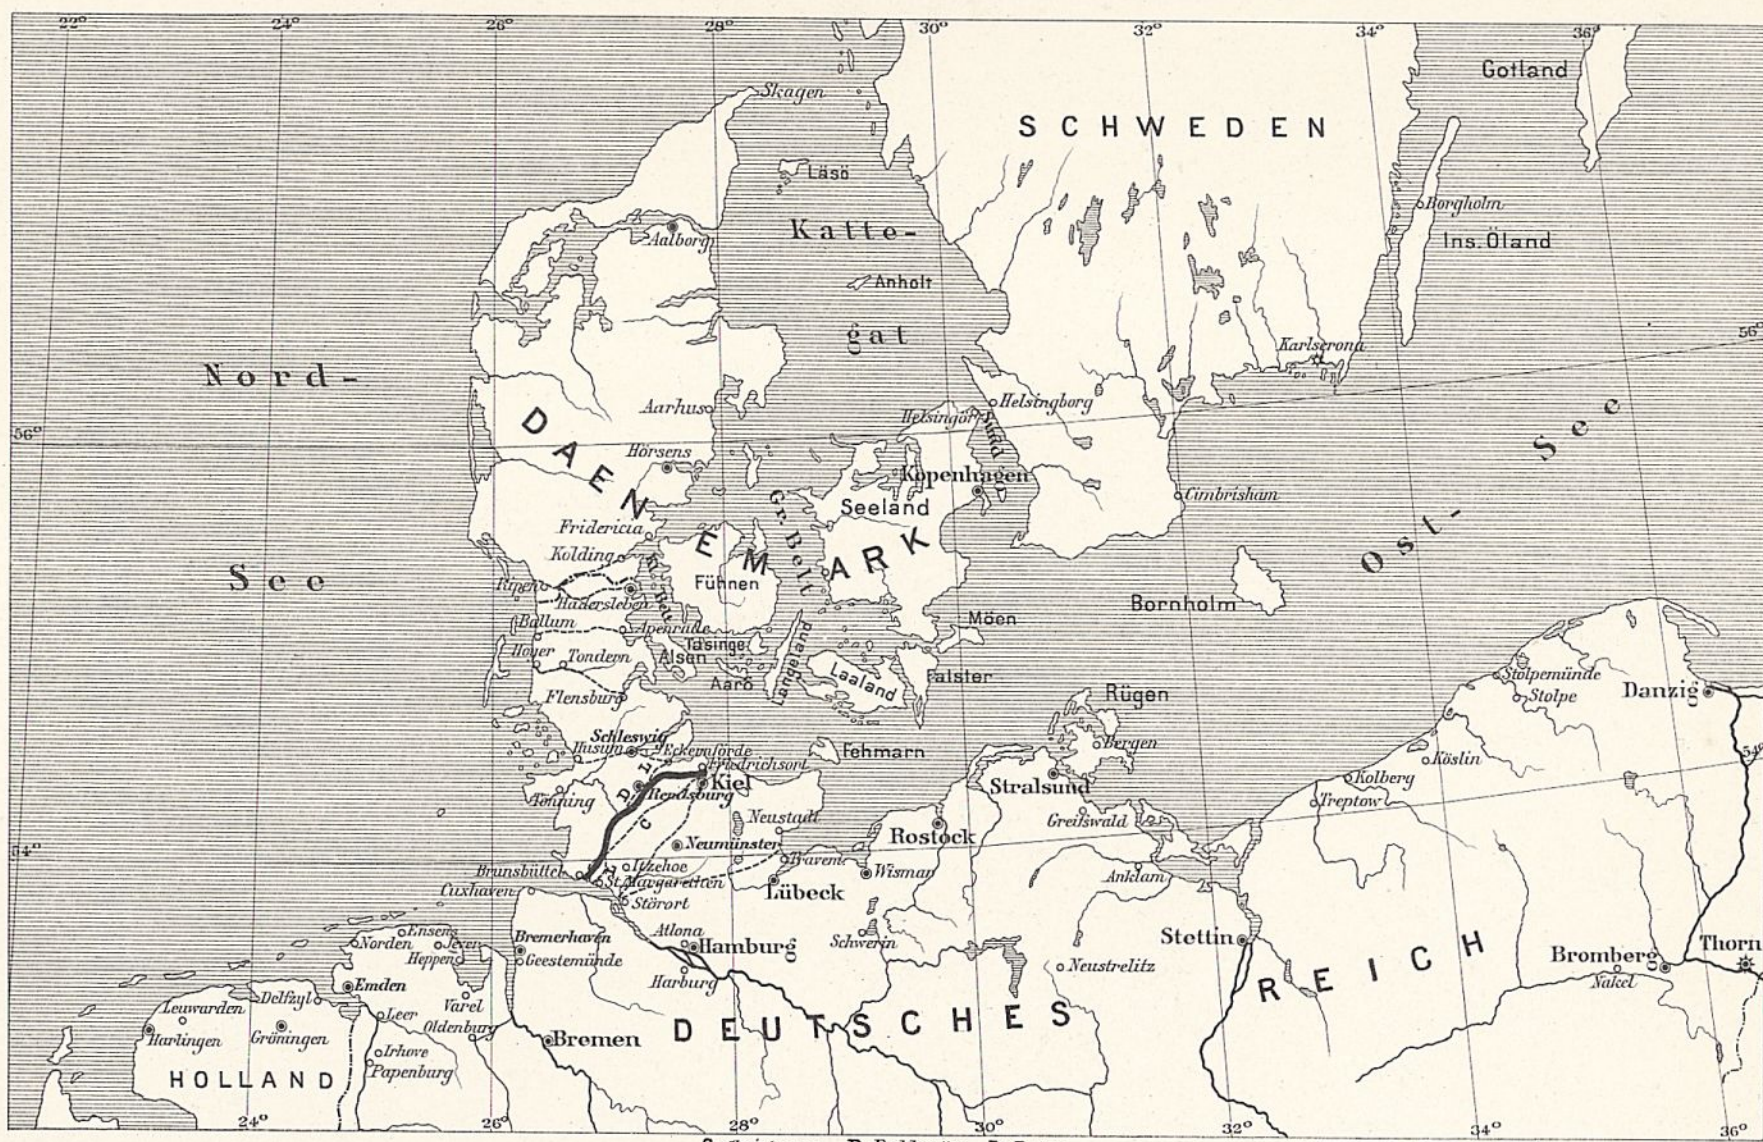 22° 24° 26° 28° 30° 32° 34° 36°
Gotland
Skagen
SCHWEDEN
Läsö
Borgholm
Katte-
Aalborg
Ins. Öland
Anholt
gat
56°
Karlscrona
Nord-
Aarhus
Helsingborg
Helsingör
Sund
DAENEMARK
56°
Hörsens
Kopenhagen
Cimbrisham
Seeland
Gr. Belt
Ost-See
Fridericia
Kolding
Kl. Belt
See
Fühnen
Ripen
Hadersleben
Bornholm
Ballum
Apenrade
Möen
Tasinge
Hoyer
Tondern
Alsen
Langeland
Laaland
Falster
Aarö
Stolpemünde
Stolpe
Danzig
Flensburg
Rügen
Schleswig
Husum
Eckernförde
Fehmarn
Bergen
Friedrichsort
54°
Köslin
Kiel
Stralsund
Kolberg
Tönning
Rendsburg
Treptow
Neustadt
Greifswald
Rostock
Neumünster
54°
Travem.
Brunsbüttel
Itzehoe
Wismar
Anklam
St. Margarethen
Cuxhaven
Lübeck
Störort
Ensens
Norden
Jeven
Bremerhaven
Atlona
Hamburg
Schwerin
Stettin
Thorn
Heppens
Geestemünde
Neustrelitz
Bromberg
Harburg
Nakel
Emden
Delfzyl
Leuwarden
Varel
Leer
Oldenburg
DEUTSCHES REICH
Harlingen
Gröningen
Bremen
Irhove
Papenburg
HOLLAND
24° 26° 28° 30° 32° 34° 36°